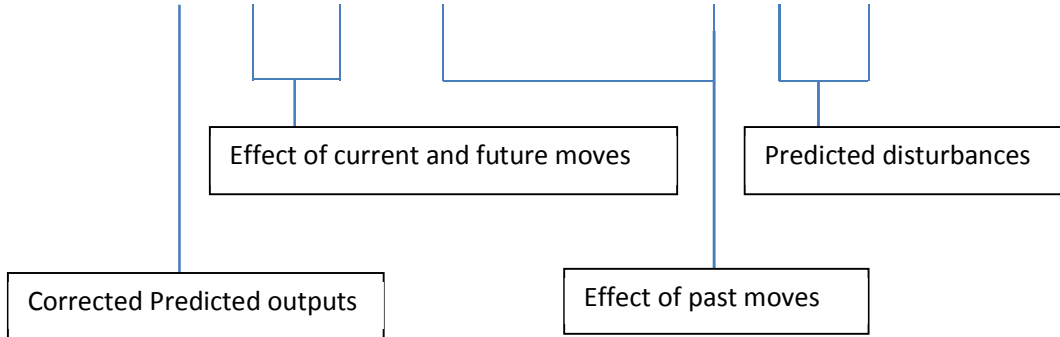 Effect of current and future moves
Predicted disturbances
Corrected Predicted outputs
Effect of past moves